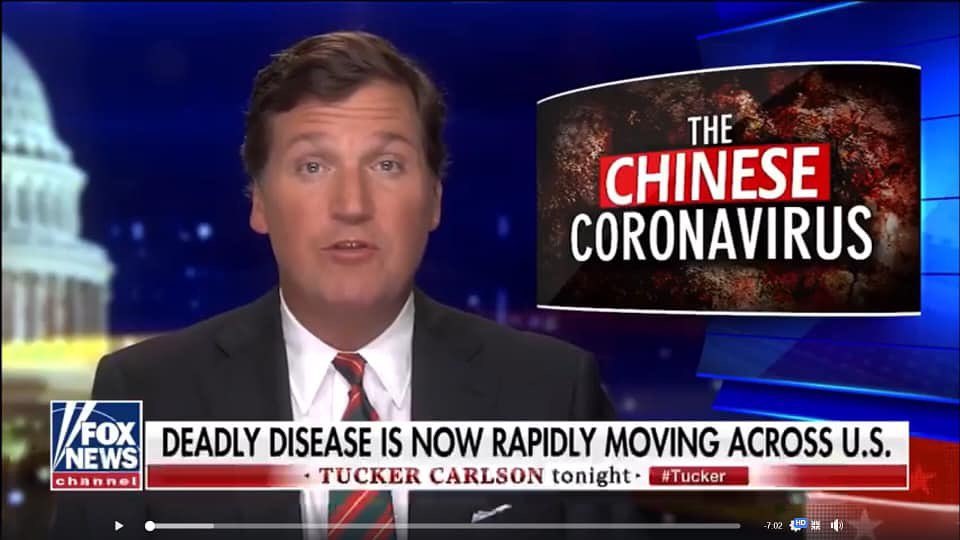 THE
CHINESE
CORONAVIRUS
FOX
NEWS
channel
DEADLY DISEASE IS NOW RAPIDLY MOVING ACROSS U.S.
TUCKER CARLSON tonight
#Tucker
-7:02
HD